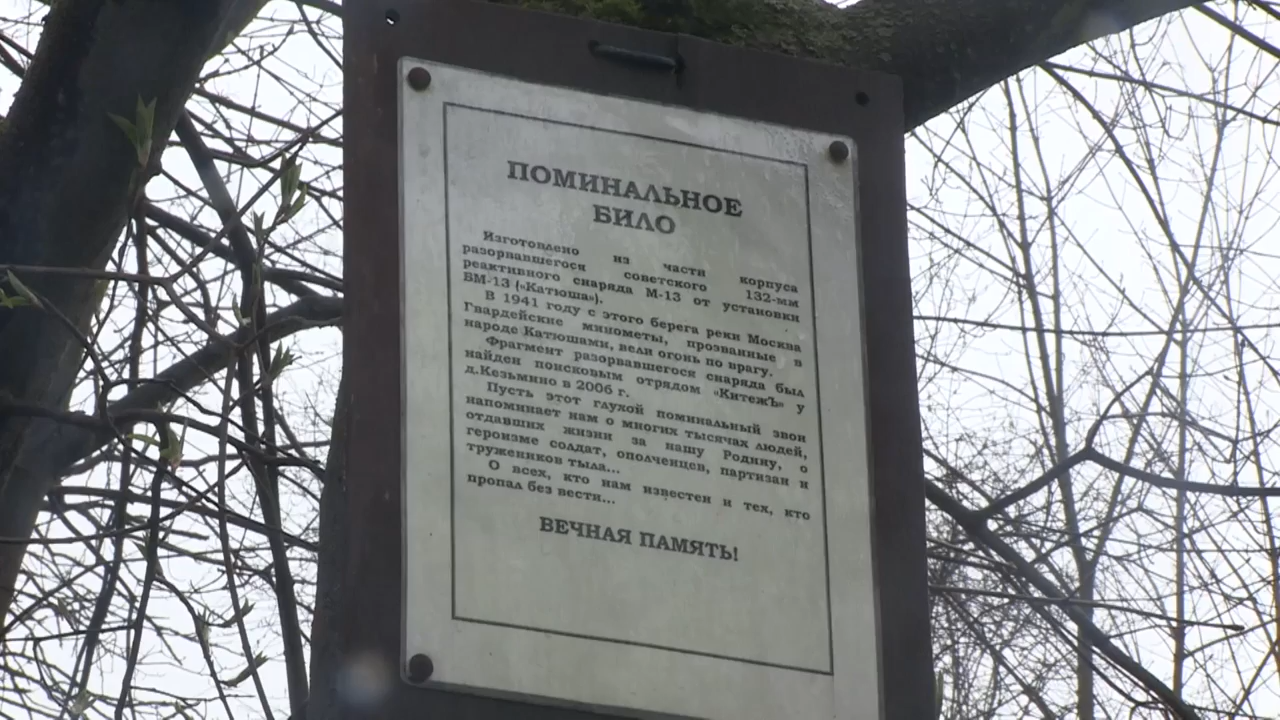 ПОМИНАЛЬНОЕ
БИЛО
Изготовлено из части корпуса
разорвавшегося советского 132-мм
реактивного снаряда М-13 от установки
БМ-13 («Катюша»).
В 1941 году с этого берега реки Москва
Гвардейские минометы, прозванные в
народе Катюшами, вели огонь по врагу.
Фрагмент разорвавшегося снаряда был
найден поисковым отрядом «КитежЪ» у
д.Кезьмино в 2006 г.
Пусть этот глухой поминальный звон
напоминает нам о многих тысячах людей,
отдавших жизни за нашу Родину, о
героизме солдат, ополченцев, партизан и
тружеников тыла...
О всех, кто нам известен и тех, кто
пропал без вести...
ВЕЧНАЯ ПАМЯТЬ!